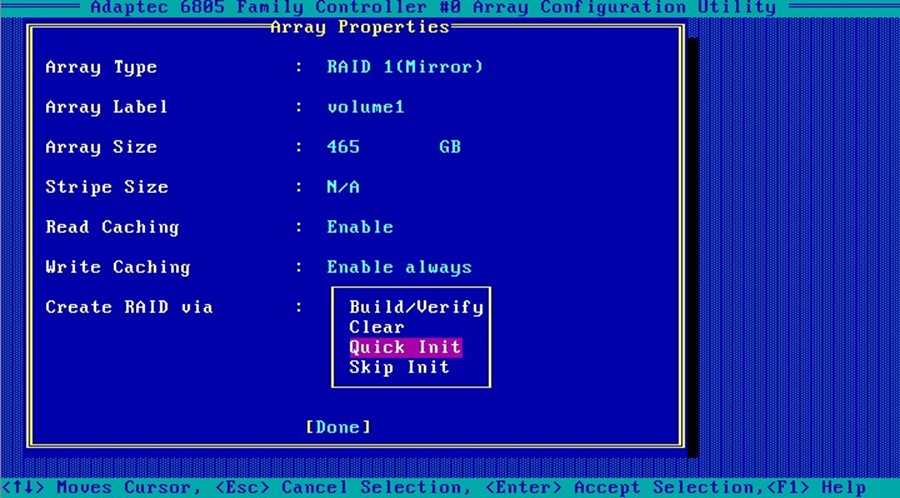 Adaptec 6805 Family Controller #0 Array Configuration Utility
Array Properties
Array Type : RAID 1(Mirror)
Array Label : volume1
Array Size : 465 GB
Stripe Size : N/A
Read Caching : Enable
Write Caching : Enable always
Create RAID via : Build/Verify
Clear
Quick Init
Skip Init
[Done]
<↑↓> Moves Cursor, <Esc> Cancel Selection, <Enter> Accept Selection,<F1> Help